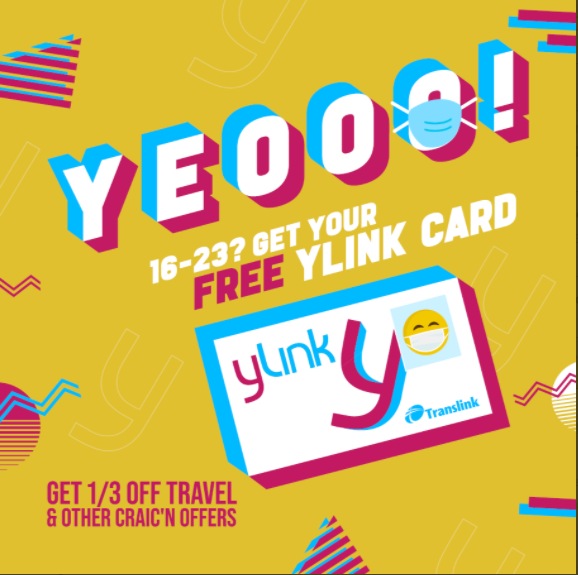 YEOOO!
16-23? GET YOUR
FREE YLINK CARD
ylink
y
Translink
GET 1/3 OFF TRAVEL
& OTHER CRAIC'N OFFERS